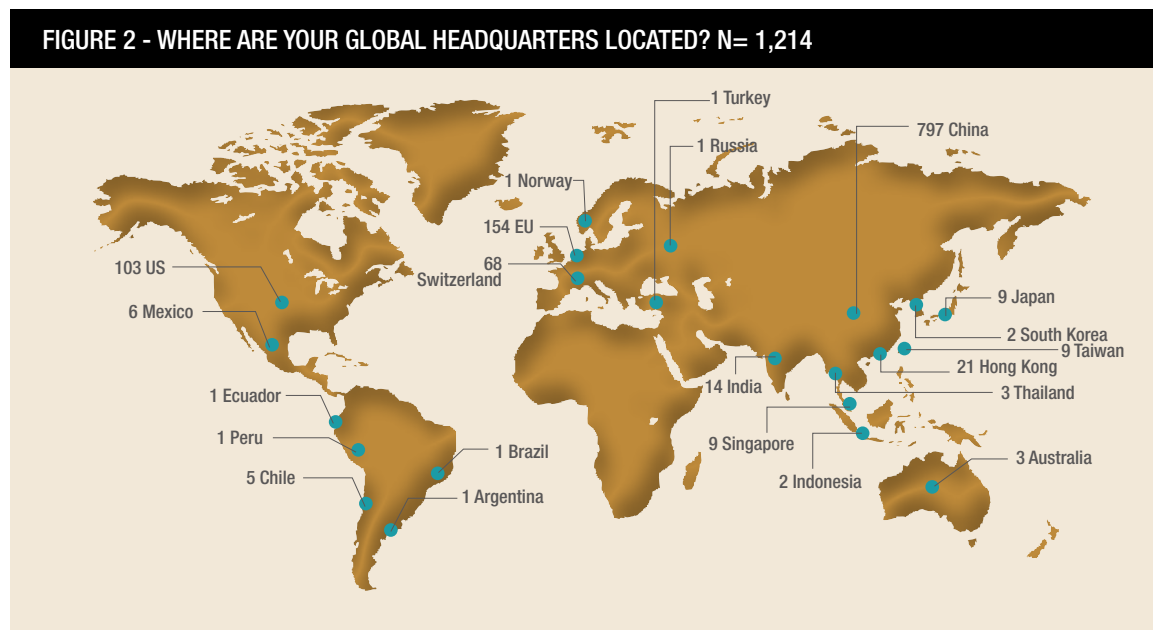 FIGURE 2 - WHERE ARE YOUR GLOBAL HEADQUARTERS LOCATED? N= 1,214
1 Turkey
797 China
1 Russia
1 Norway
154 EU
68
Switzerland
103 US
6 Mexico
9 Japan
2 South Korea
9 Taiwan
21 Hong Kong
14 India
3 Thailand
1 Ecuador
1 Peru
9 Singapore
1 Brazil
3 Australia
5 Chile
2 Indonesia
1 Argentina